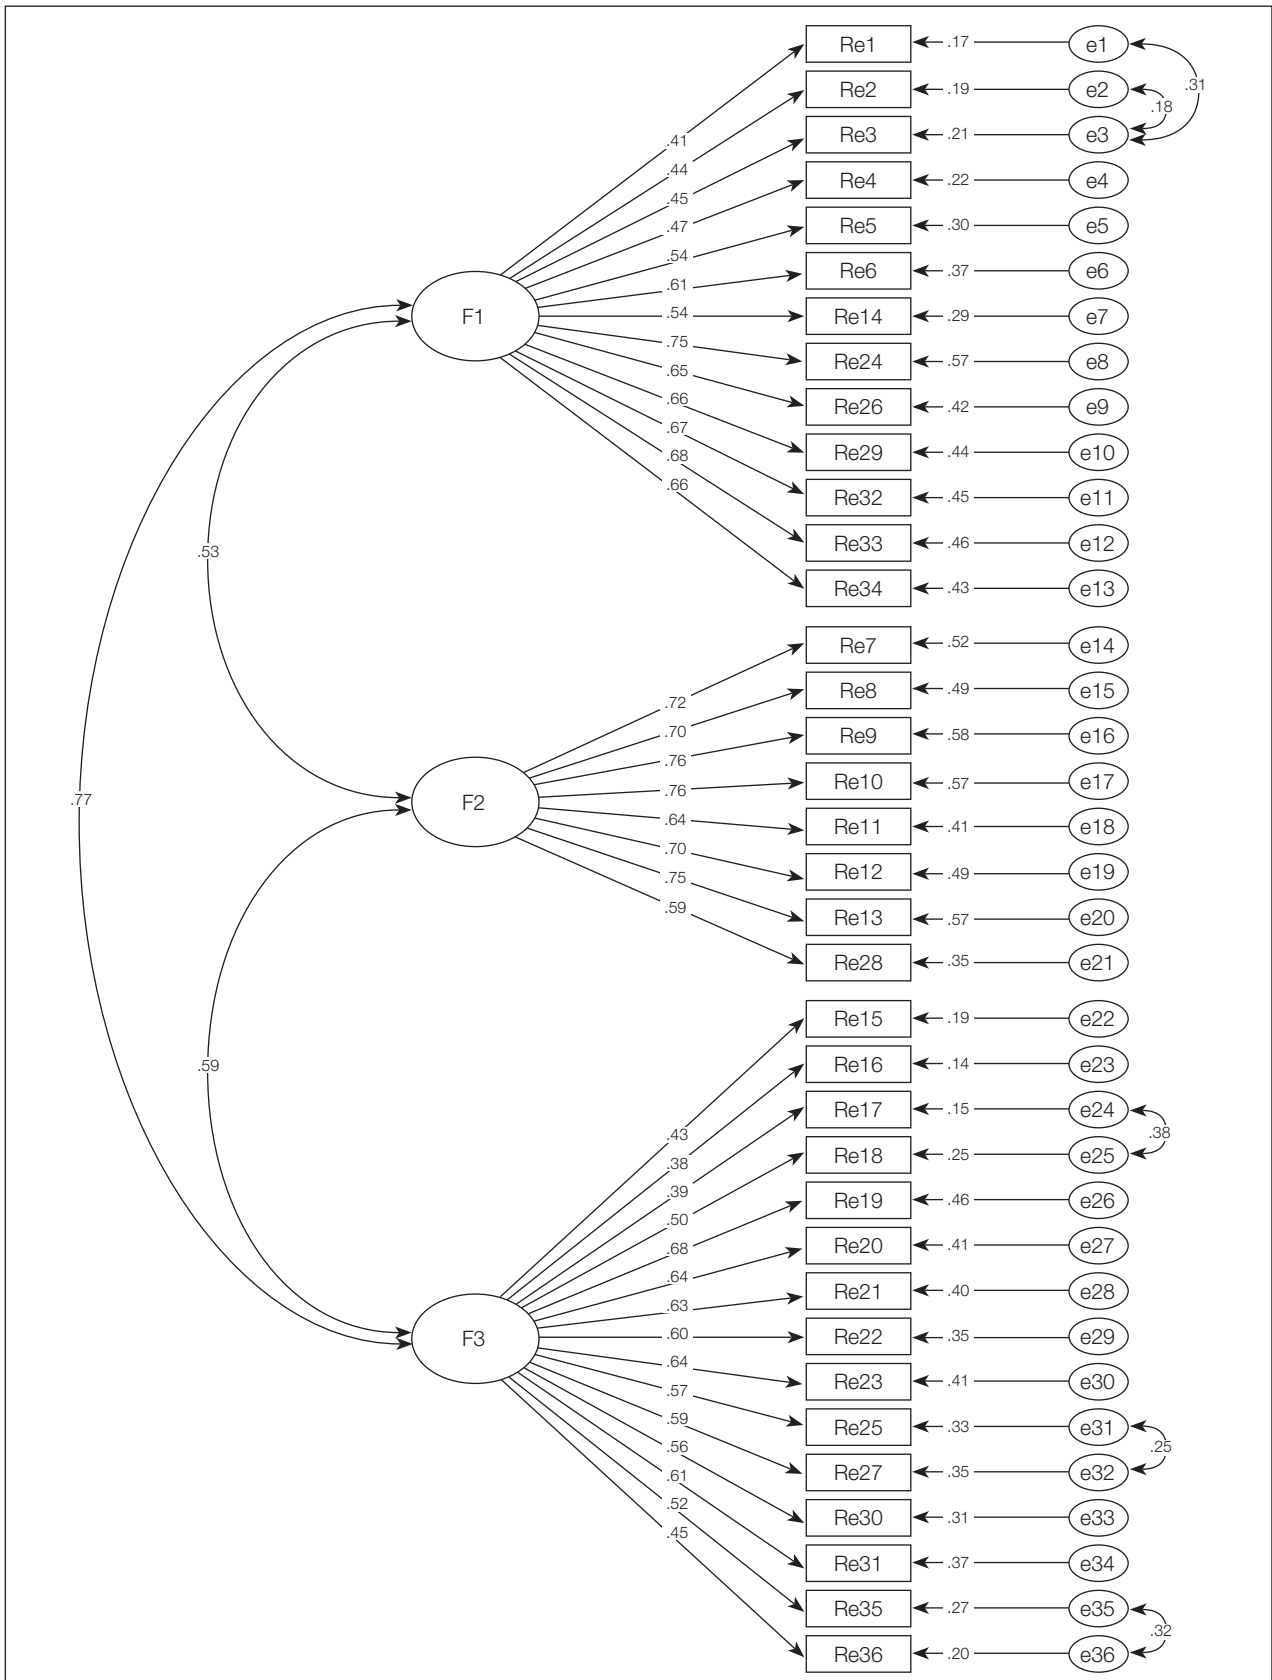 Re1 .17 e1
Re2 .19 e2
.31
.18
Re3 .21 e3
.41
.44
Re4 .22 e4
.45
.47
Re5 .30 e5
.54
Re6 .37 e6
.61
F1 .54 Re14 .29 e7
.75
Re24 .57 e8
.65
.66
Re26 .42 e9
.67
.68
Re29 .44 e10
.66
Re32 .45 e11
Re33 .46 e12
.53
Re34 .43 e13
Re7 .52 e14
Re8 .49 e15
.72
.70
Re9 .58 e16
.76
.76
Re10 .57 e17
.77
F2
.64
Re11 .41 e18
.70
Re12 .49 e19
.75
.59
Re13 .57 e20
Re28 .35 e21
Re15 .19 e22
.59
Re16 .14 e23
Re17 .15 e24
.43
.38
Re18 .25 e25
.38
.39
Re19 .46 e26
.50
.68
Re20 .41 e27
.64
Re21 .40 e28
.63
F3 .60 Re22 .35 e29
.64
Re23 .41 e30
.57
.59
Re25 .33 e31
.56
.25
Re27 .35 e32
.61
.52
Re30 .31 e33
.45
Re31 .37 e34
Re35 .27 e35
.32
Re36 .20 e36